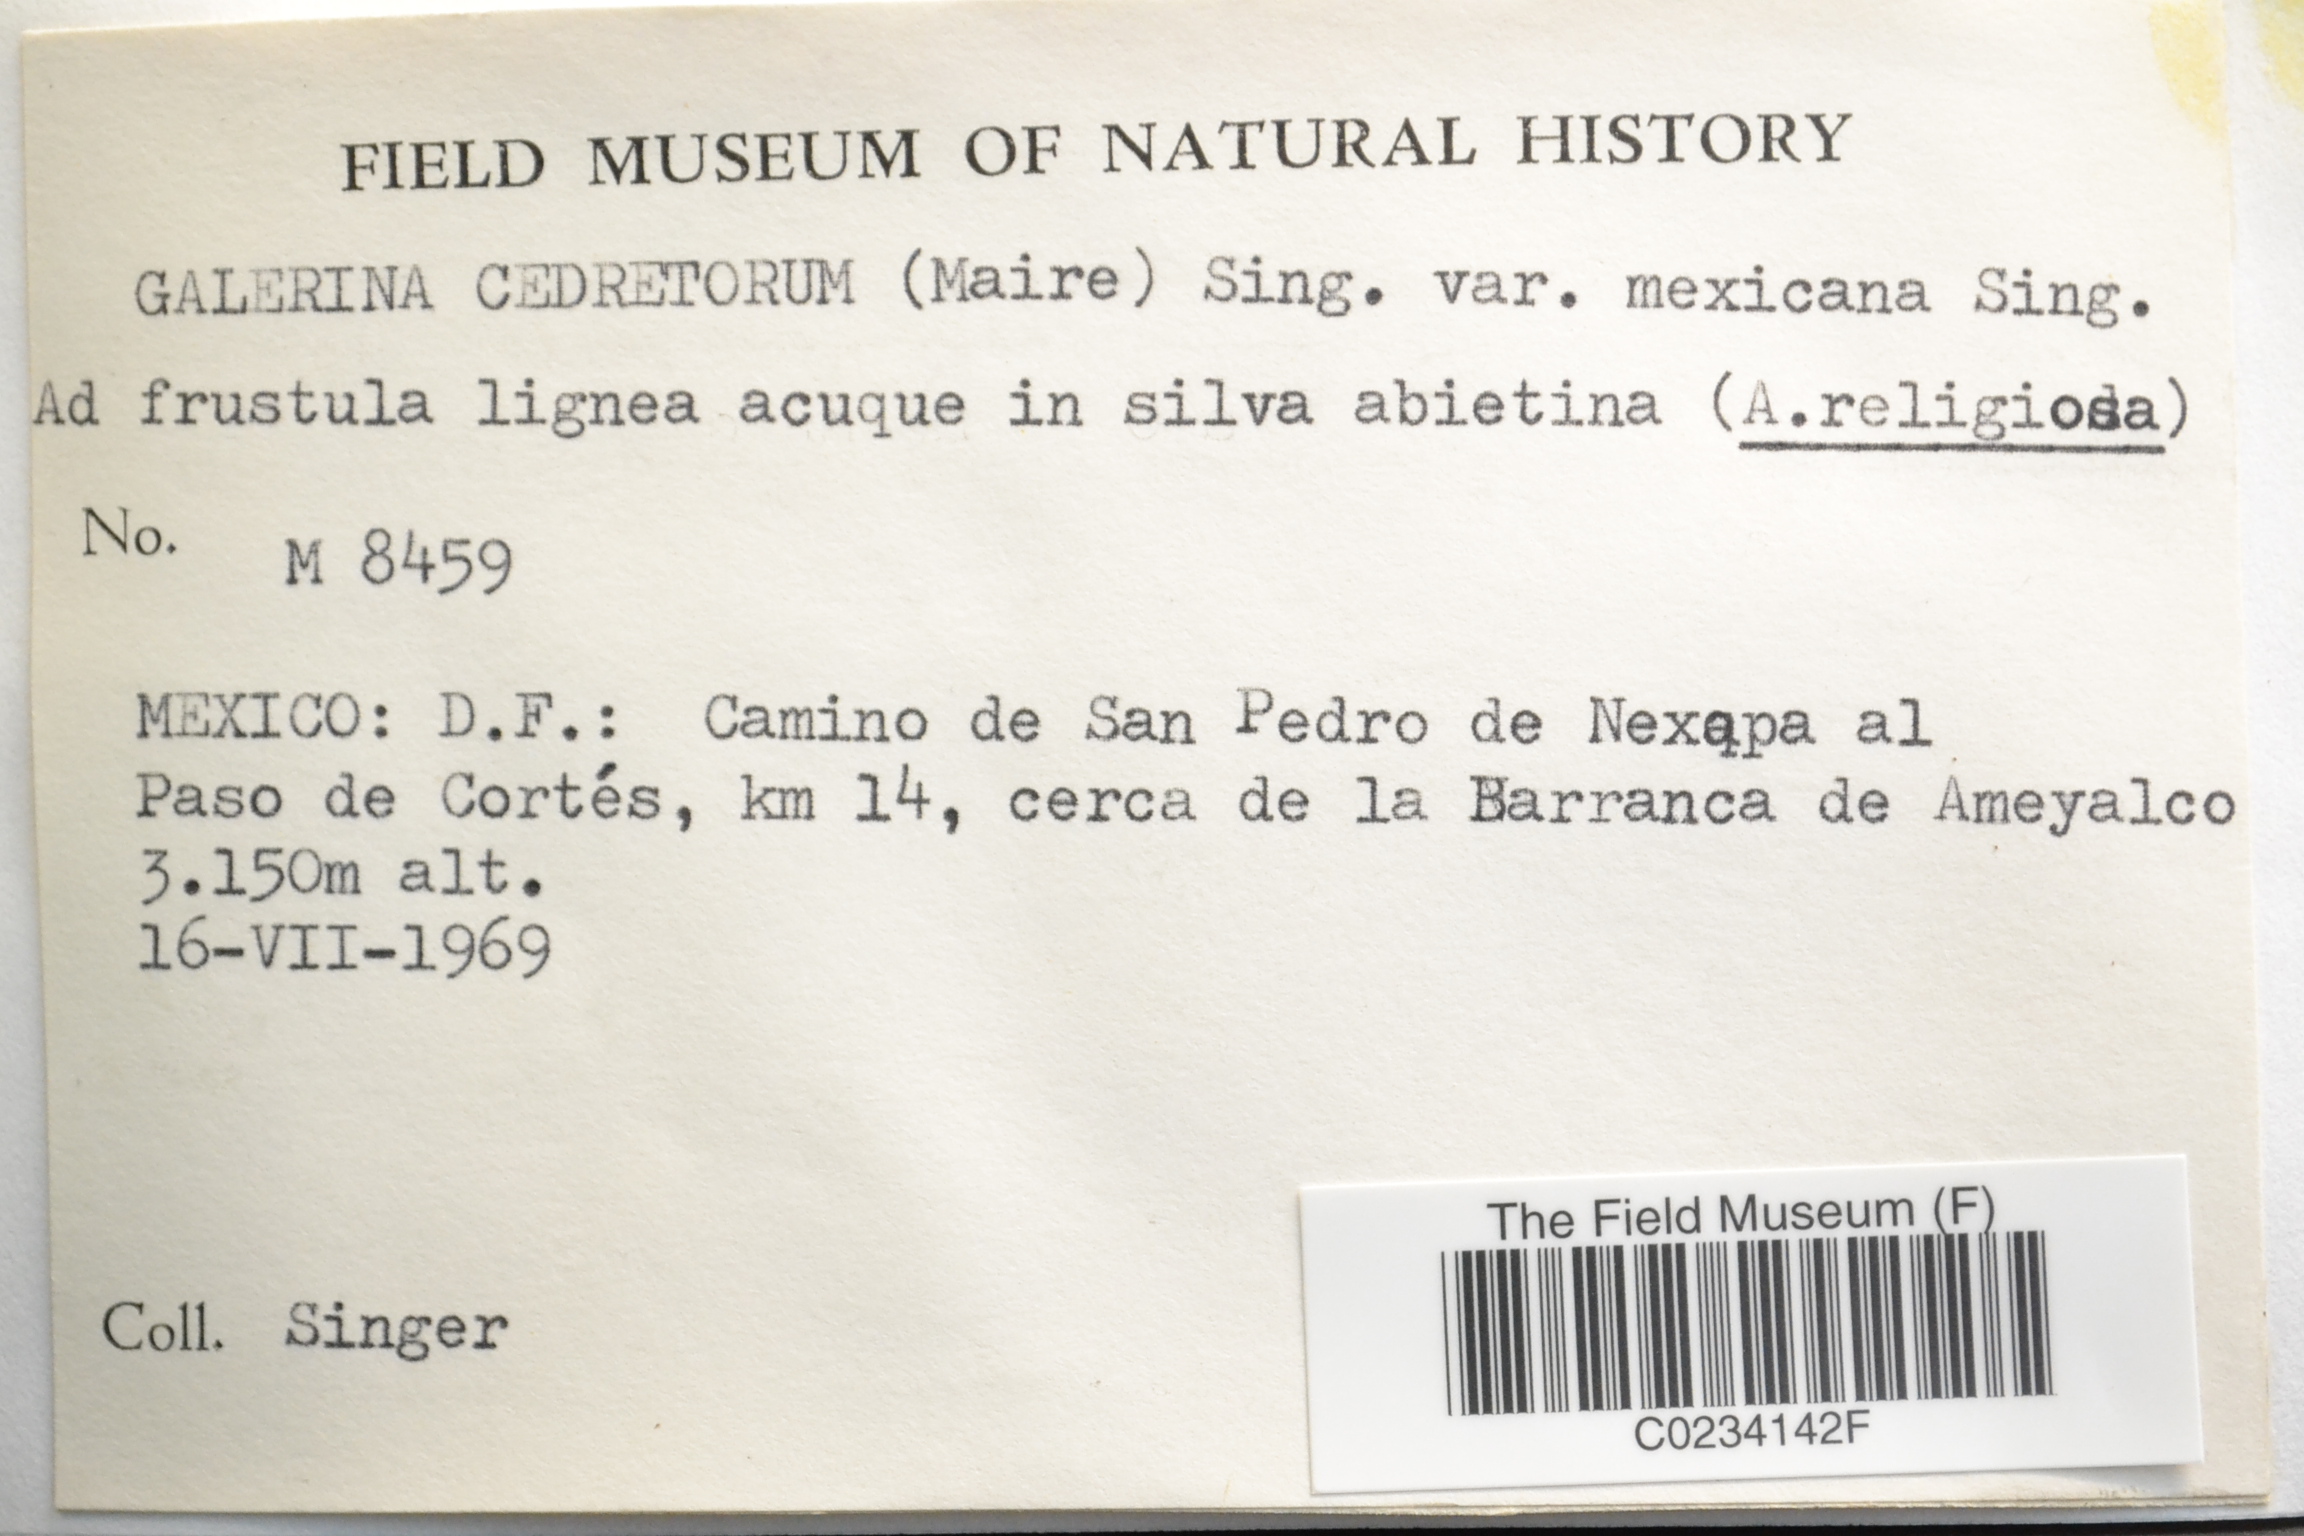 FIELD MUSEUM OF NATURAL HISTORY
GALERINA CEDRETORUM (Maire) Sing. var. mexicana Sing.
Ad frustula lignea acuque in silva abietina (A.religiosa)
No. M 8459
MEXICO: D.F.: Camino de San Pedro de Nexapa al
Paso de Cortés, km 14, cerca de la Barranca de Ameyalco
3.150m alt.
16-VII-1969
Coll. Singer
The Field Museum (F)
C0234142F